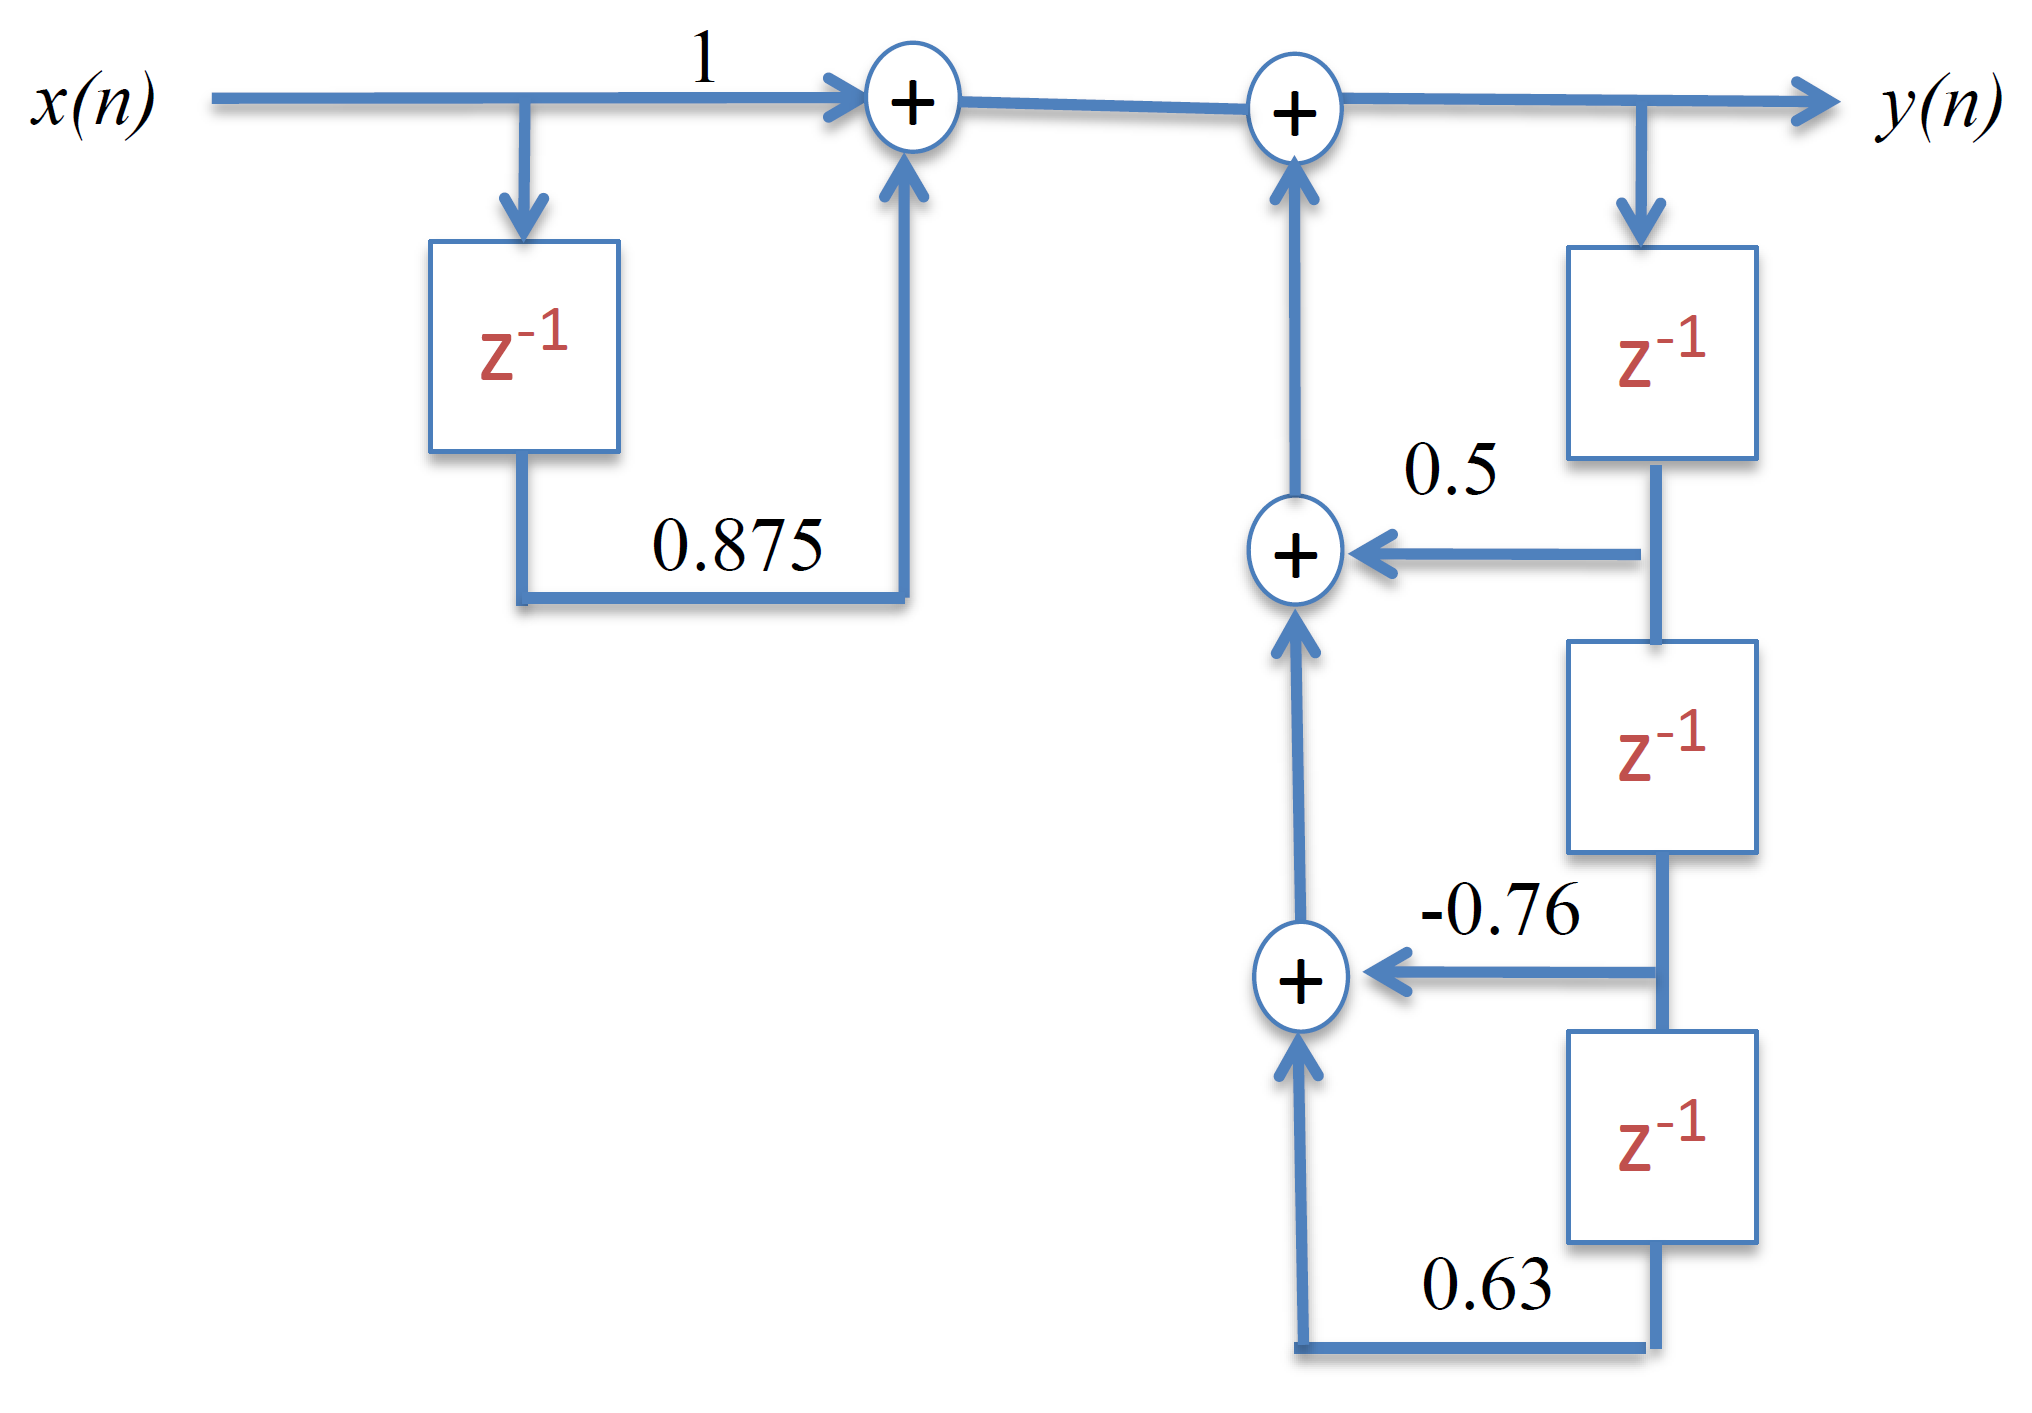 x(n)
1
+
+
y(n)
z⁻¹
z⁻¹
0.5
0.875
+
z⁻¹
-0.76
+
z⁻¹
0.63